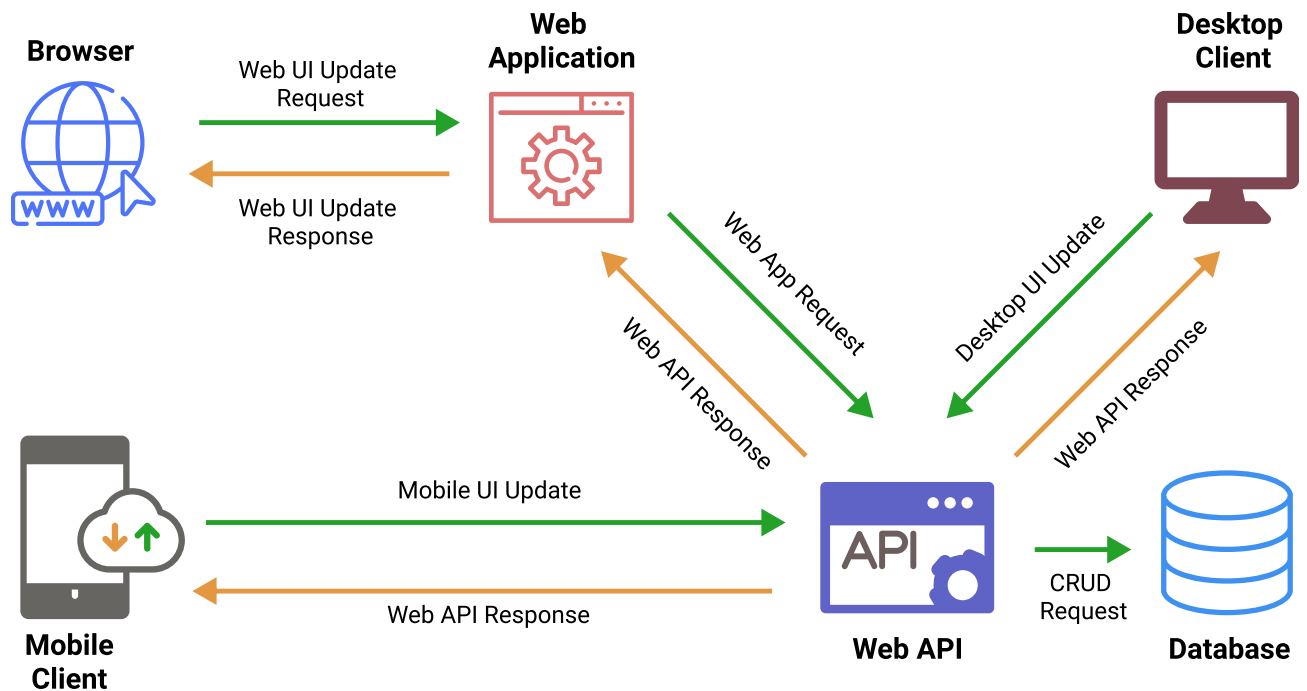 Browser
Web UI Update
Request
Web UI Update
Response
WWW
Web
Application
Desktop
Client
Web App Request
Web API Response
Desktop UI Update
Web API Response
Mobile UI Update
Web API Response
Mobile
Client
API
Web API
CRUD
Request
Database